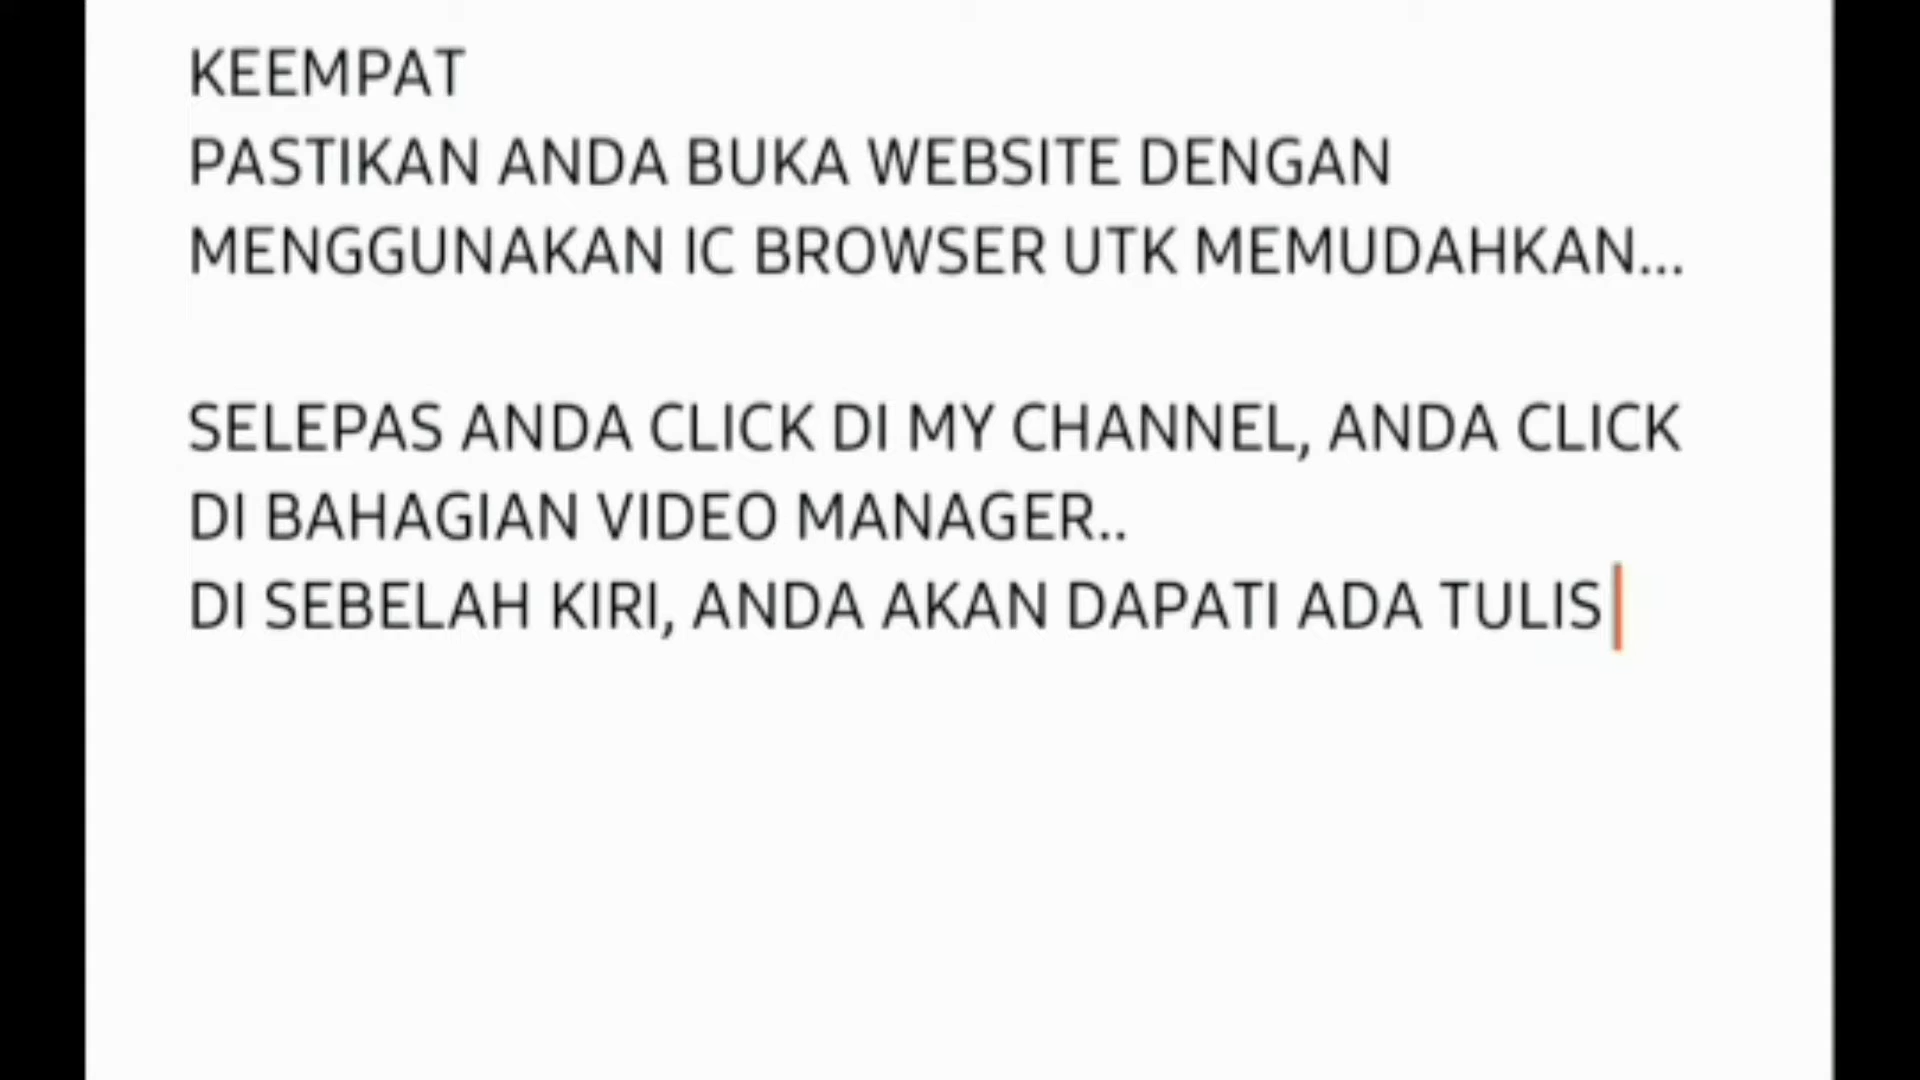 KEEMPAT
PASTIKAN ANDA BUKA WEBSITE DENGAN
MENGGUNAKAN IC BROWSER UTK MEMUDAHKAN...
SELEPAS ANDA CLICK DI MY CHANNEL, ANDA CLICK
DI BAHAGIAN VIDEO MANAGER..
DI SEBELAH KIRI, ANDA AKAN DAPATI ADA TULIS